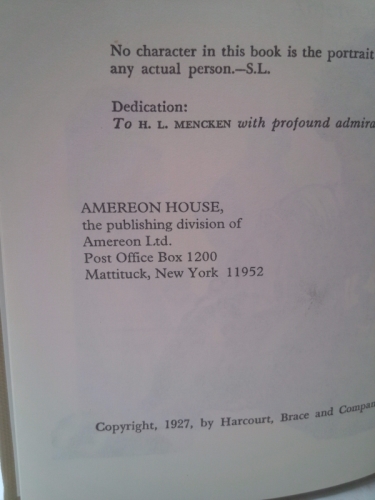 No character in this book is the portrait
any actual person.—S.L.
Dedication:
To H. L. MENCKEN with profound admira
AMEREON HOUSE,
the publishing division of
Amereon Ltd.
Post Office Box 1200
Mattituck, New York 11952
Copyright, 1927, by Harcourt, Brace and Compan